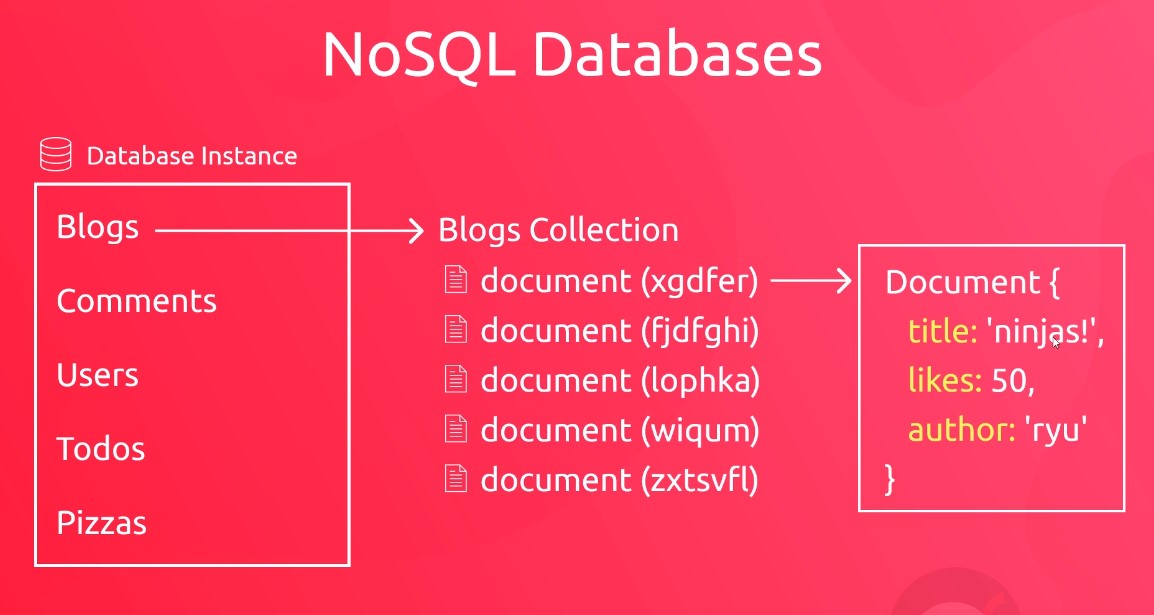 NoSQL Databases
Database Instance
Blogs
Comments
Users
Todos
Pizzas
Blogs Collection
document (xgdfer)
document (fjdfghi)
document (lophka)
document (wiqum)
document (zxtsvfl)
Document {
title: 'ninjas!',
likes: 50,
author: 'ryu'
}